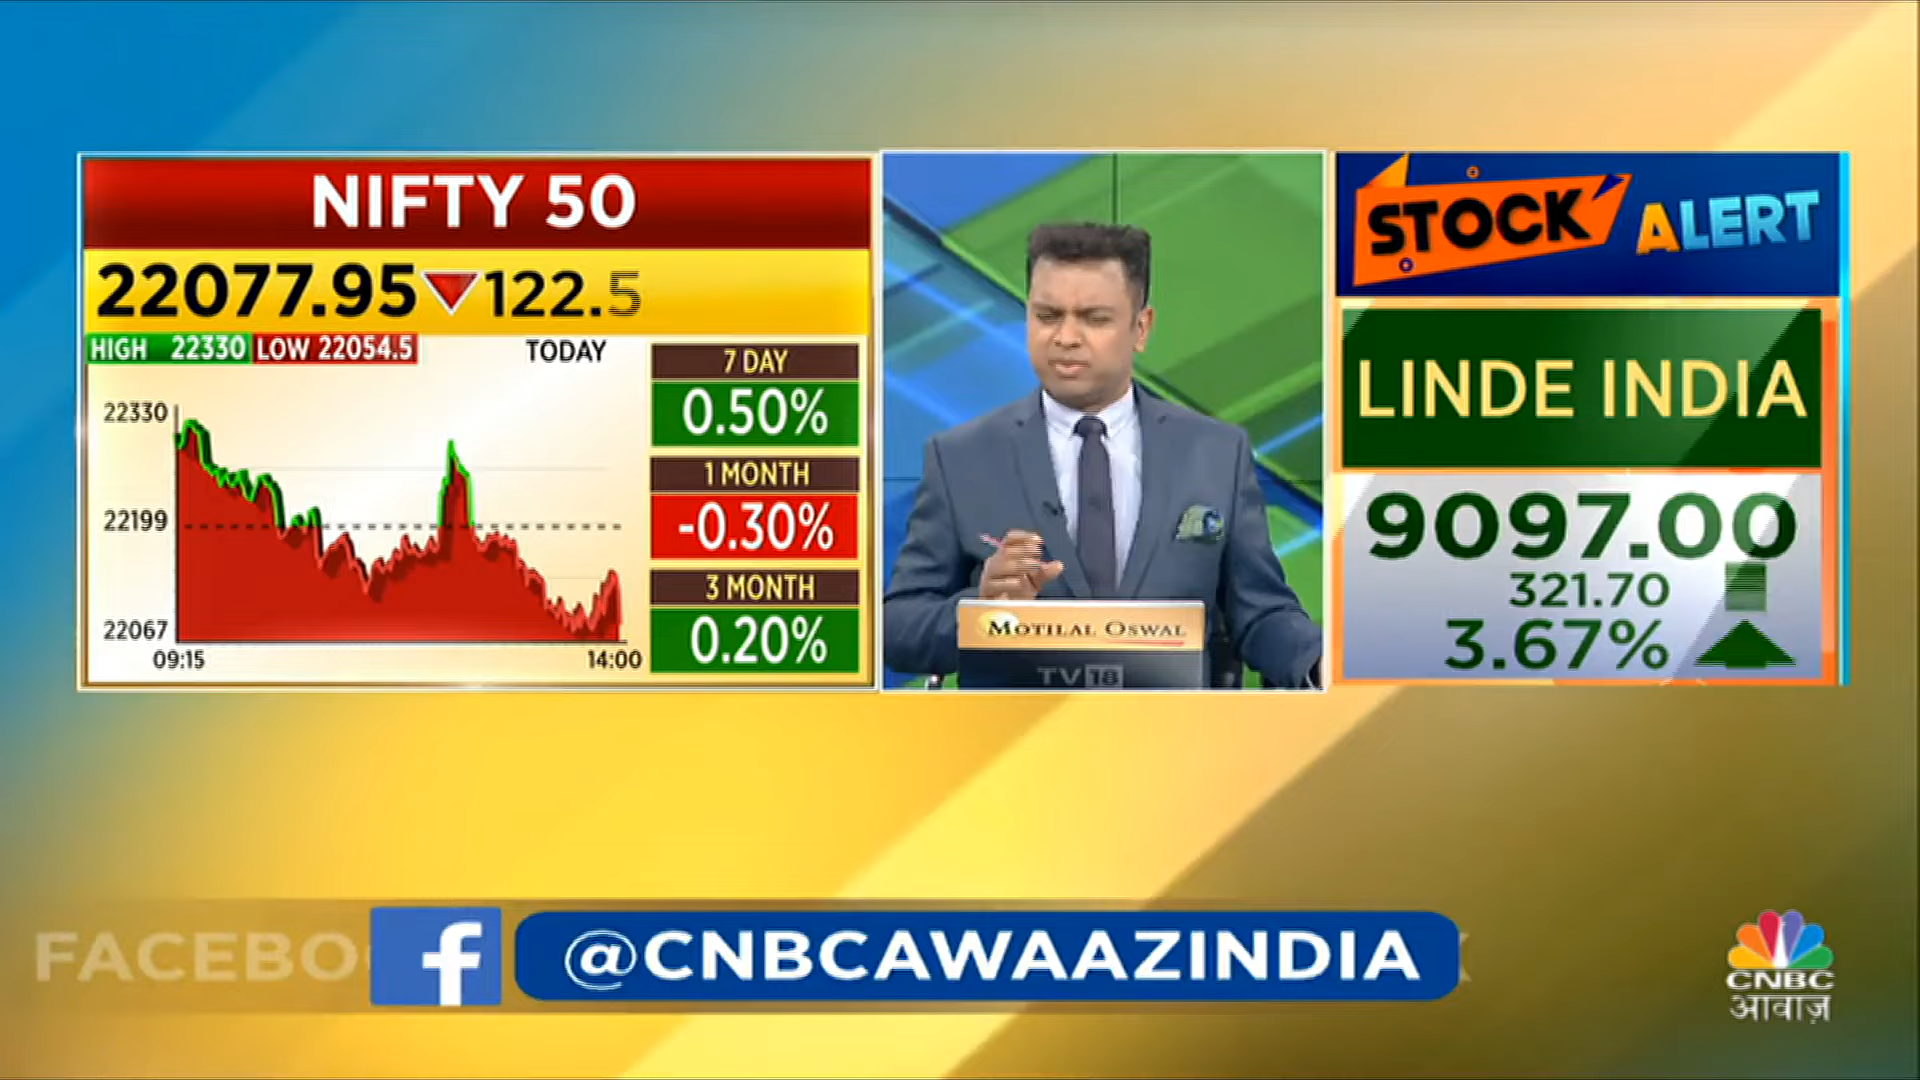 NIFTY 50
22077.95 ▼ 122.5
HIGH 22330 LOW 22054.5
TODAY
22330
22199
22067
09:15 14:00
7 DAY
0.50%
1 MONTH
-0.30%
3 MONTH
0.20%
MOTILAL OSWAL
TV18
STOCK ALERT
LINDE INDIA
9097.00
321.70
3.67%
FACEBO
f @CNBCAWAAZINDIA
CNBC
आवाज़